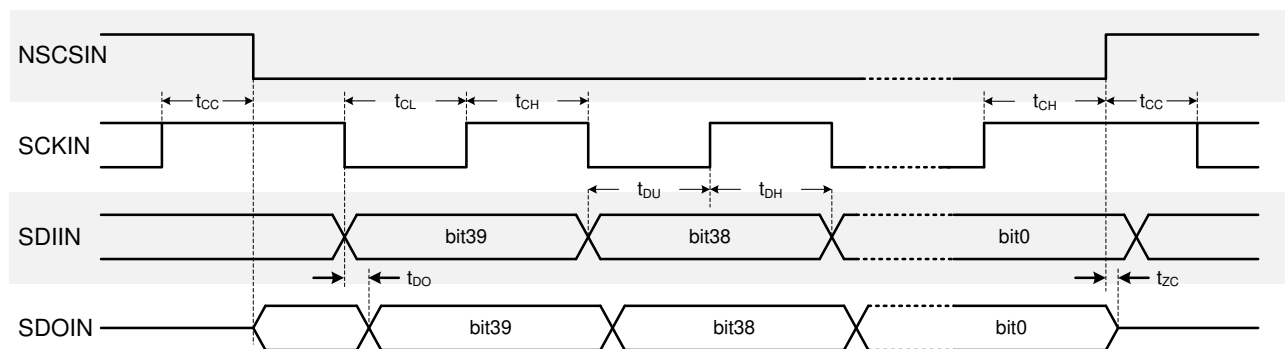 NSCSIN
tCC tCL tCH tCH tCC
SCKIN
tDU tDH
SDIIN bit39 bit38 bit0
tDO tZC
SDOIN bit39 bit38 bit0